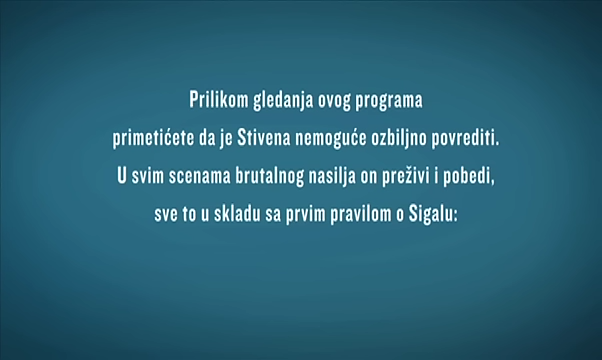 Prilikom gledanja ovog programa
primetićete da je Stivena nemoguće ozbiljno povrediti.
U svim scenama brutalnog nasilja on preživi i pobedi,
sve to u skladu sa prvim pravilom o Sigalu: